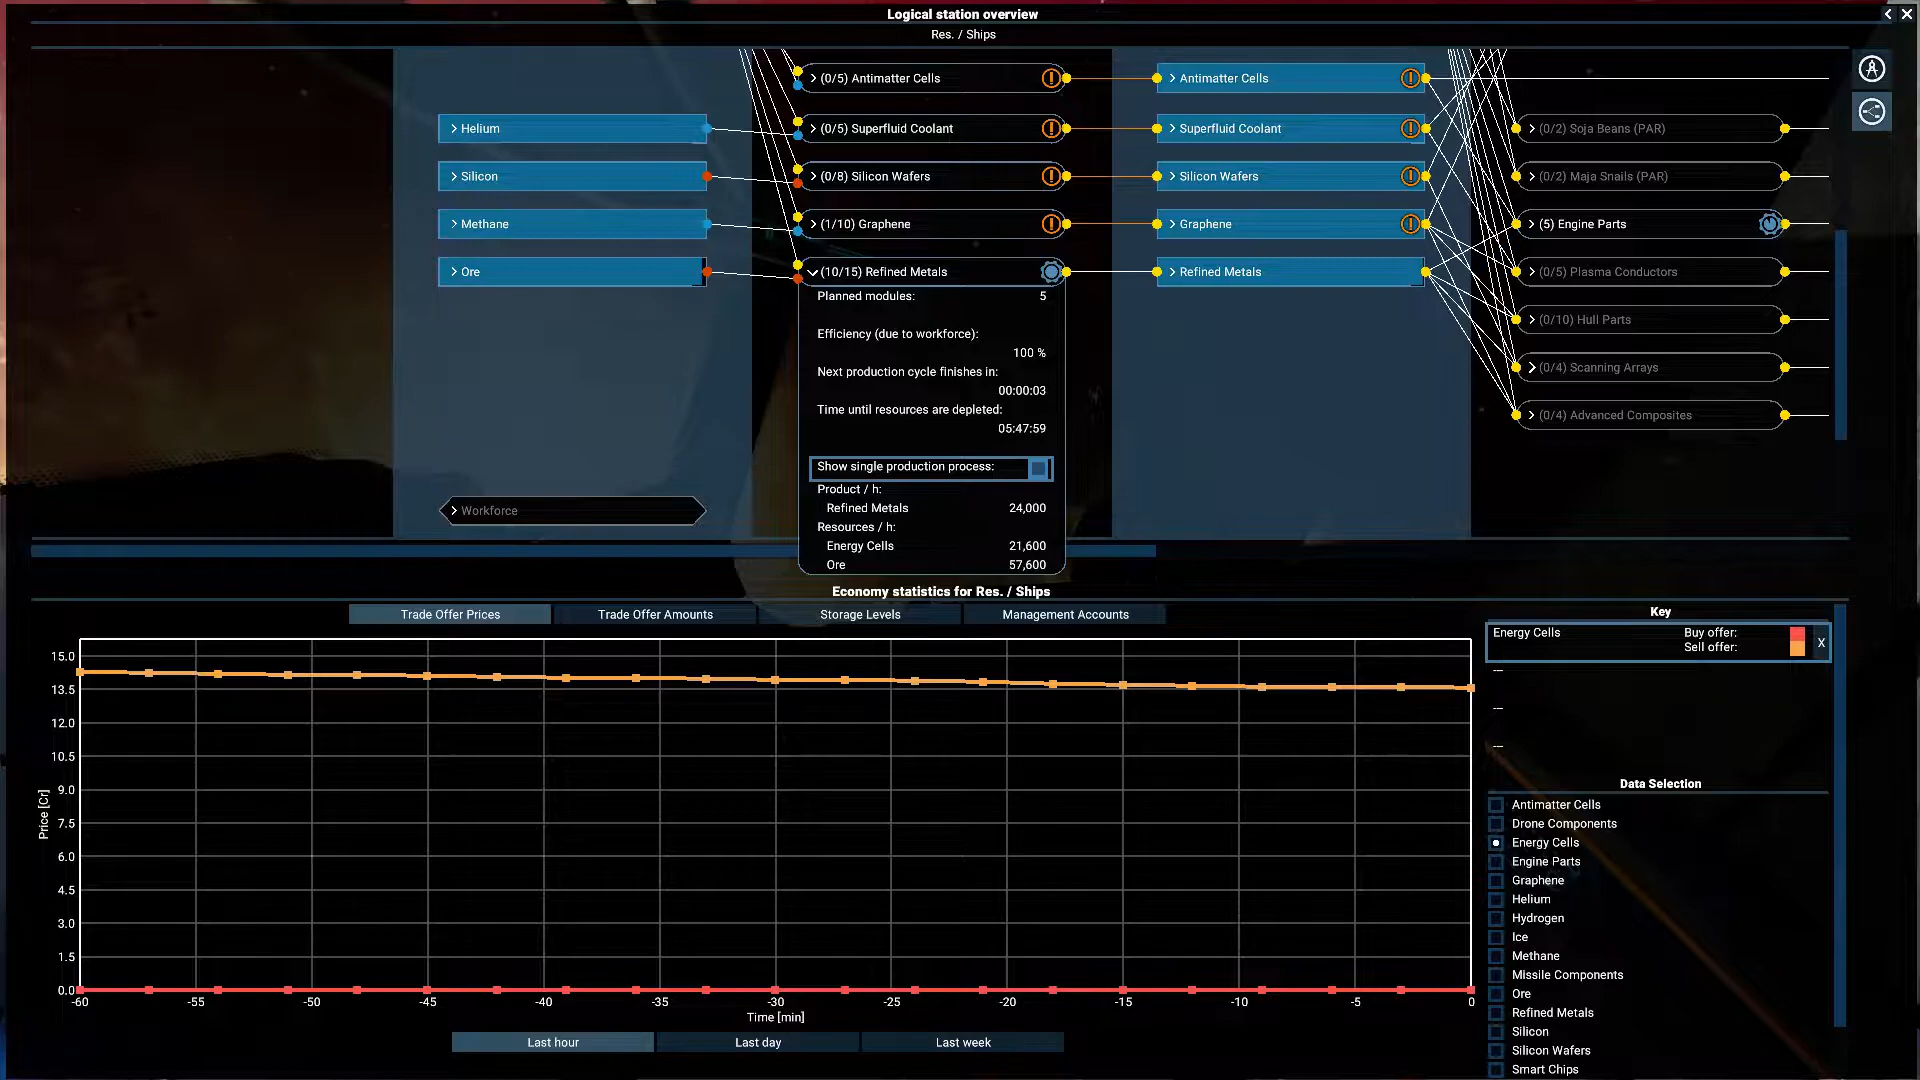 Logical station overview
Res. / Ships
(0/5) Antimatter Cells
Antimatter Cells
Helium
(0/5) Superfluid Coolant
Superfluid Coolant
(0/2) Soja Beans (PAR)
Silicon
(0/8) Silicon Wafers
Silicon Wafers
(0/2) Maja Snails (PAR)
Methane
(1/10) Graphene
Graphene
(5) Engine Parts
Ore
(10/15) Refined Metals
Refined Metals
(0/5) Plasma Conductors
Planned modules: 5
(0/10) Hull Parts
Efficiency (due to workforce):
100 %
Next production cycle finishes in:
(0/4) Scanning Arrays
00:00:03
Time until resources are depleted:
(0/4) Advanced Composites
05:47:59
Show single production process:
Product / h:
Refined Metals 24,000
Workforce
Resources / h:
Energy Cells 21,600
Ore 57,600
Economy statistics for Res. / Ships
Trade Offer Prices
Trade Offer Amounts
Storage Levels
Management Accounts
Key
Energy Cells
Buy offer:
Sell offer:
X
---
---
---
Price [Cr]
15.0
13.5
12.0
10.5
9.0
7.5
6.0
4.5
3.0
1.5
0.0
-60 -55 -50 -45 -40 -35 -30 -25 -20 -15 -10 -5 0
Time [min]
Last hour
Last day
Last week
Data Selection
Antimatter Cells
Drone Components
Energy Cells
Engine Parts
Graphene
Helium
Hydrogen
Ice
Methane
Missile Components
Ore
Refined Metals
Silicon
Silicon Wafers
Smart Chips